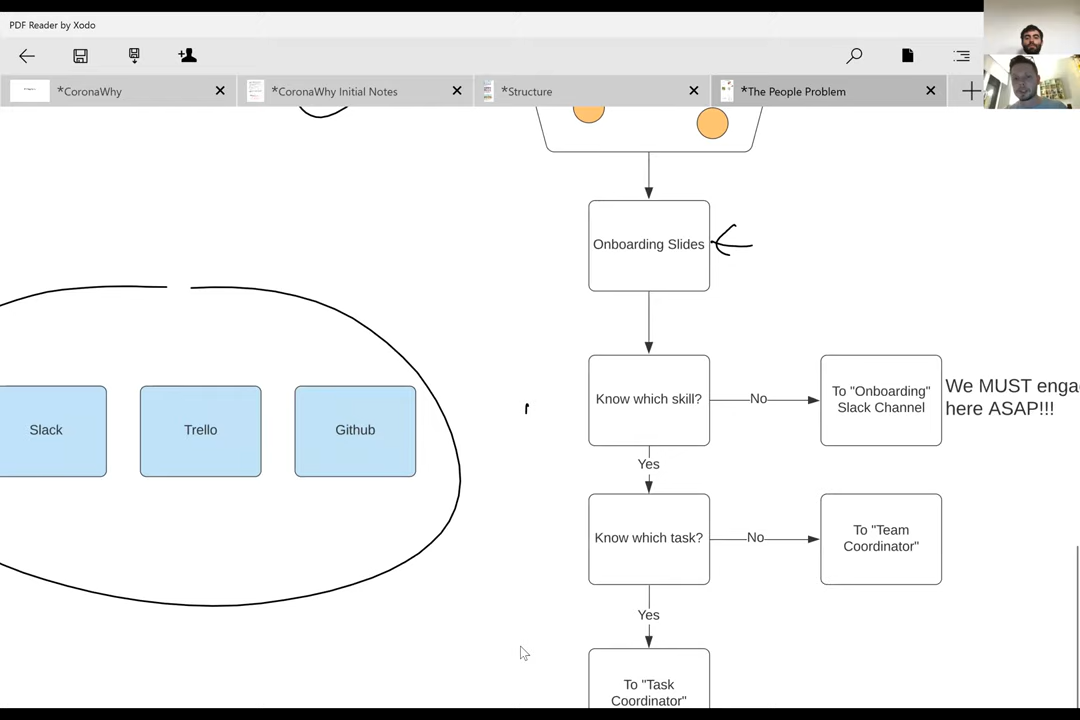 PDF Reader by Xodo
*CoronaWhy
*CoronaWhy Initial Notes
*Structure
*The People Problem
Onboarding Slides
Know which skill?
No
To "Onboarding"
Slack Channel
We MUST enga
here ASAP!!!
Slack
Trello
Github
Yes
Know which task?
No
To "Team
Coordinator"
Yes
To "Task
Coordinator"